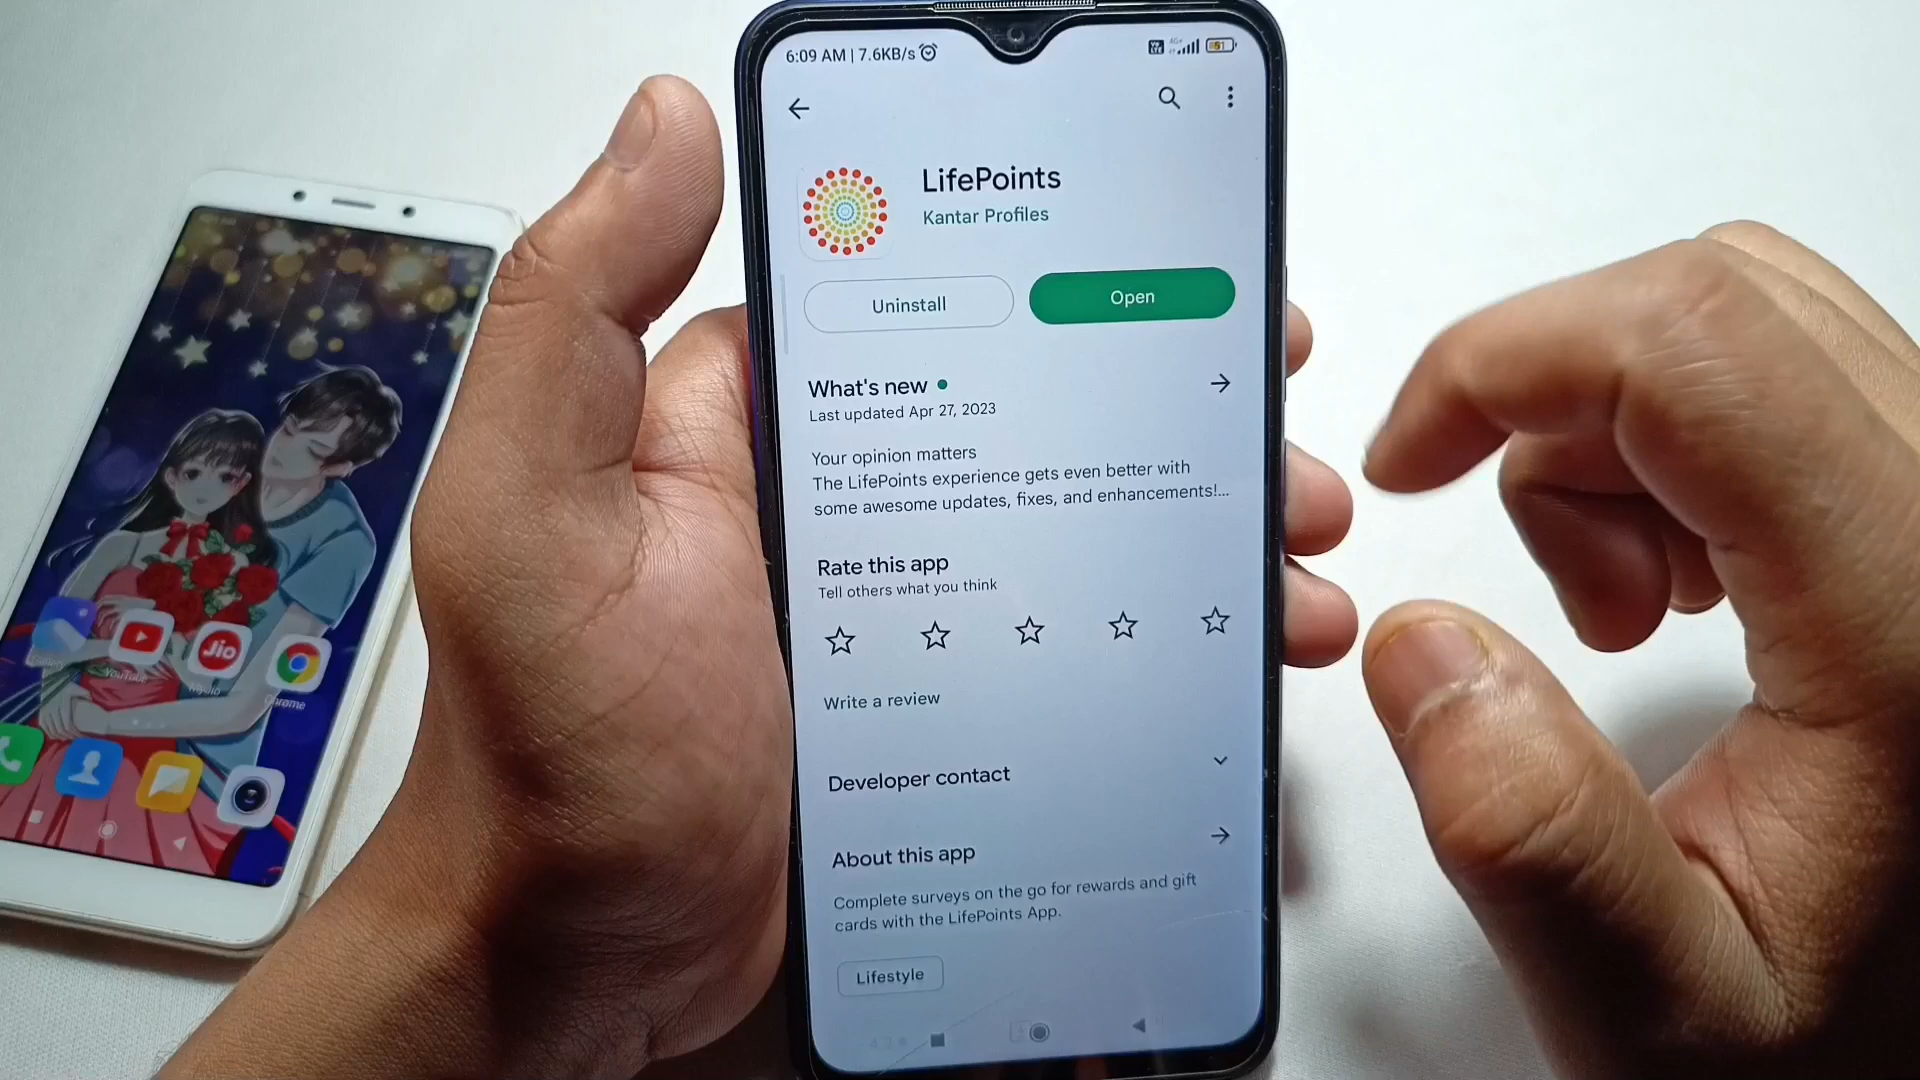 6:09 AM | 7.6KB/s
LifePoints
Kantar Profiles
Uninstall
Open
What's new
Last updated Apr 27, 2023
Your opinion matters
The LifePoints experience gets even better with
some awesome updates, fixes, and enhancements!...
Rate this app
Tell others what you think
Write a review
Developer contact
About this app
Complete surveys on the go for rewards and gift
cards with the LifePoints App.
Lifestyle
Jio
YouTube
Chrome